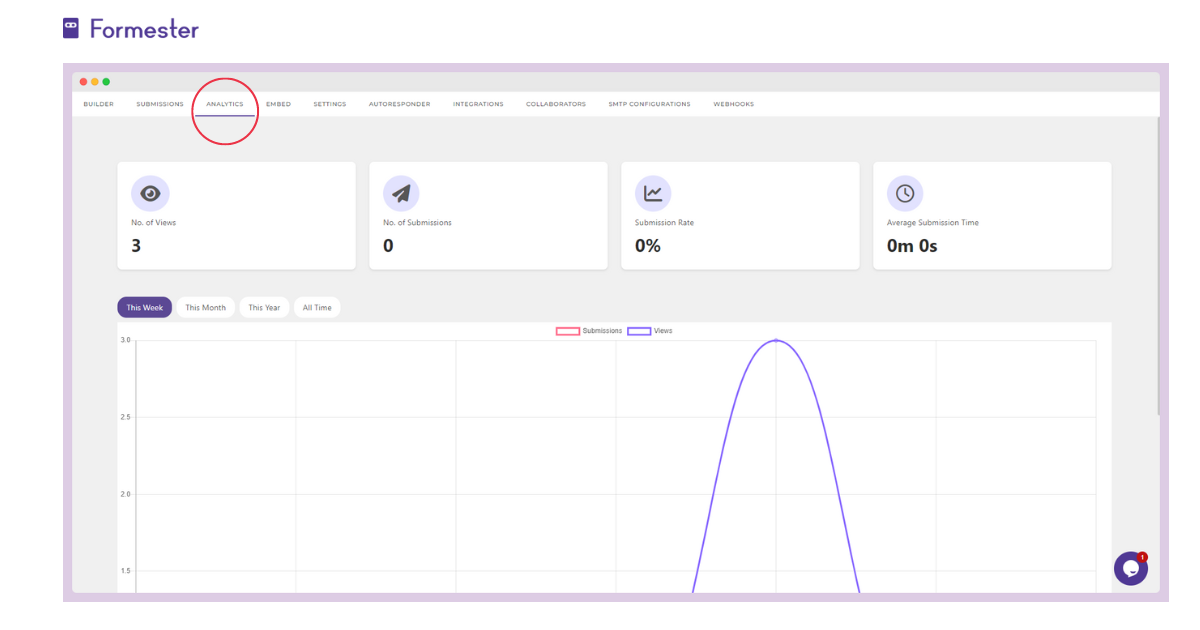 Formester
BUILDER SUBMISSIONS ANALYTICS EMBED SETTINGS AUTORESPONDER INTEGRATIONS COLLABORATORS SMTP CONFIGURATIONS WEBHOOKS
No. of Views No. of Submissions Submission Rate Average Submission Time
3 0 0% 0m 0s
This Week This Month This Year All Time
Submissions Views
3.0
2.5
2.0
1.5
1